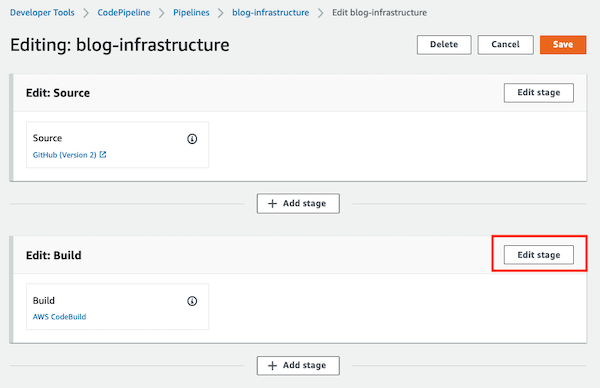 Developer Tools > CodePipeline > Pipelines > blog-infrastructure > Edit blog-infrastructure
Editing: blog-infrastructure
Delete Cancel Save
Edit: Source Edit stage
Source
GitHub (Version 2)
+ Add stage
Edit: Build Edit stage
Build
AWS CodeBuild
+ Add stage